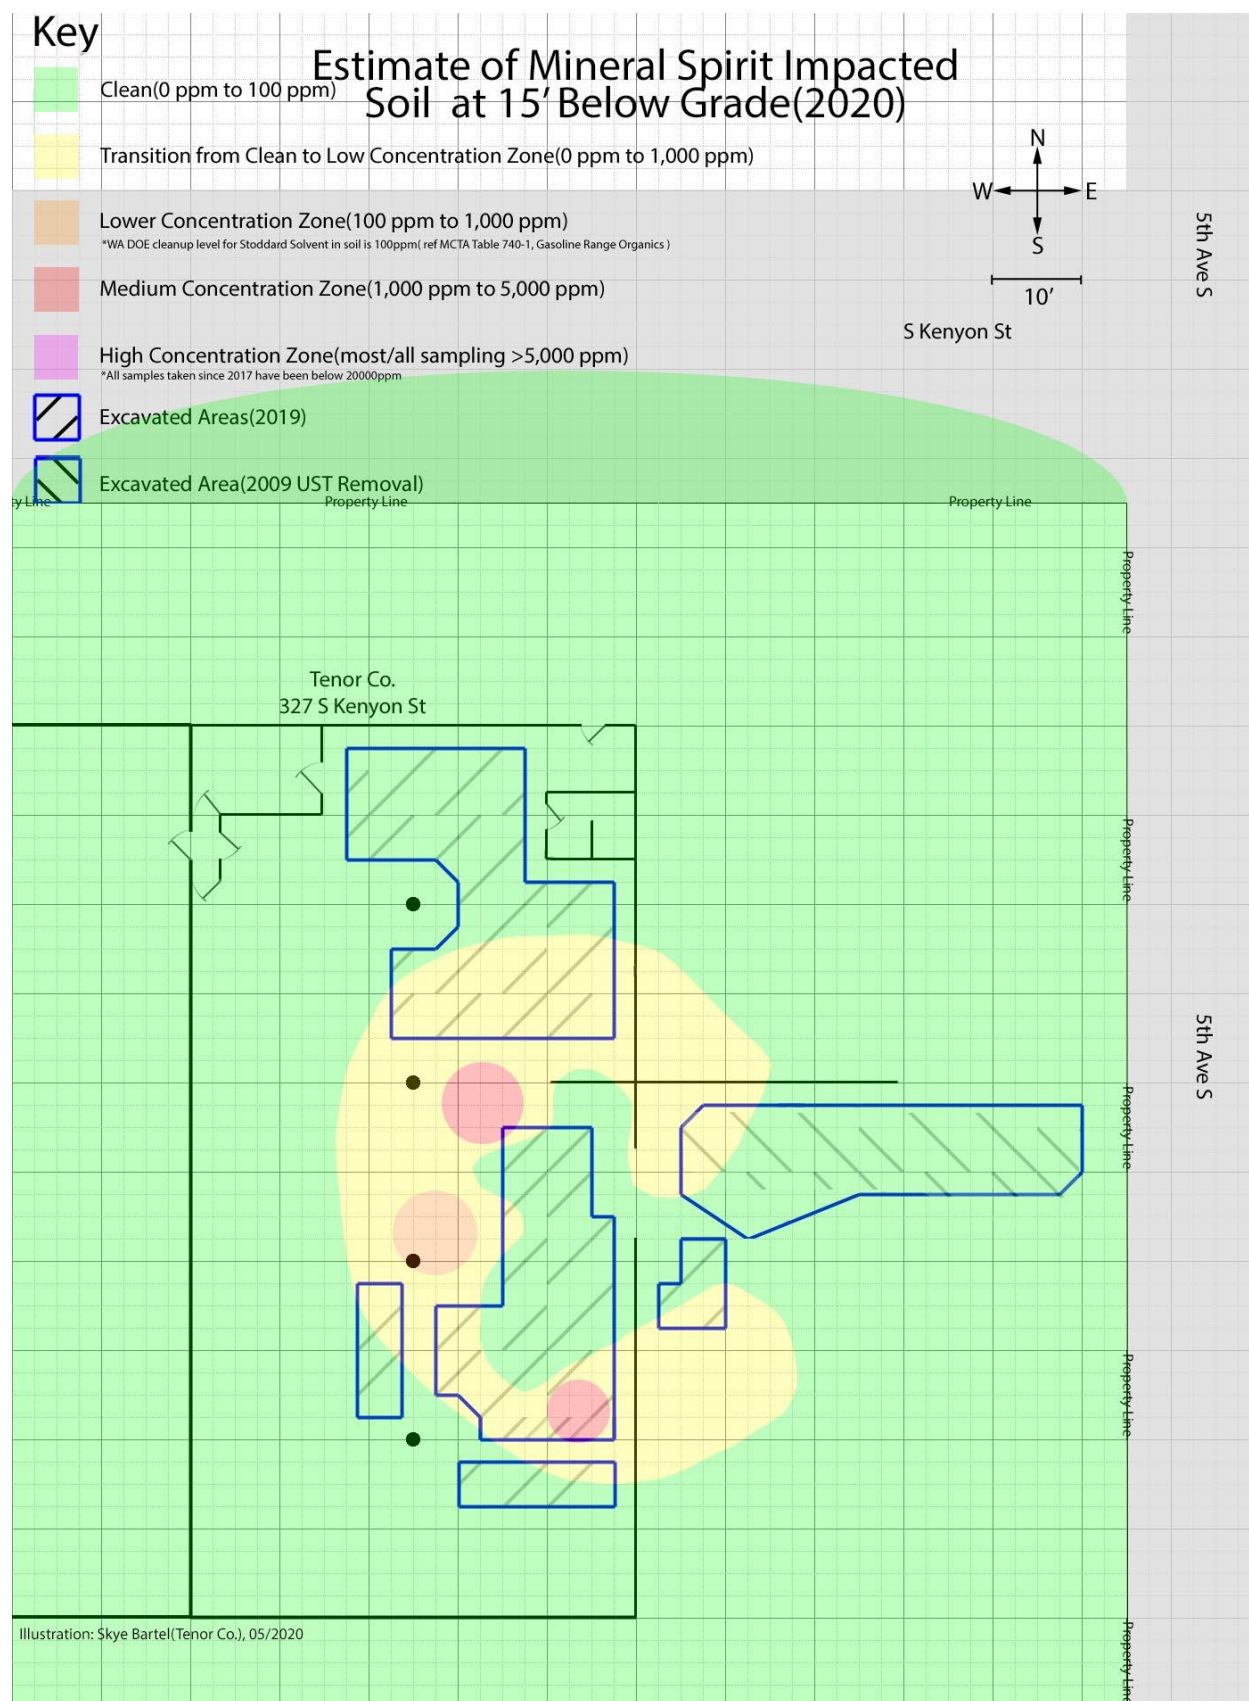 Key
Estimate of Mineral Spirit Impacted
Soil at 15' Below Grade(2020)
Clean(0 ppm to 100 ppm)
Transition from Clean to Low Concentration Zone(0 ppm to 1,000 ppm)
Lower Concentration Zone(100 ppm to 1,000 ppm)
*WA DOE cleanup level for Stoddard Solvent in soil is 100ppm( ref MCTA Table 740-1, Gasoline Range Organics )
Medium Concentration Zone(1,000 ppm to 5,000 ppm)
High Concentration Zone(most/all sampling >5,000 ppm)
*All samples taken since 2017 have been below 20000ppm
Excavated Areas(2019)
Excavated Area(2009 UST Removal)
N
W
E
S
10'
S Kenyon St
5th Ave S
ty Line
Property Line
Property Line
Property Line
Tenor Co.
327 S Kenyon St
Property Line
5th Ave S
Property Line
Property Line
Property Line
Illustration: Skye Bartel(Tenor Co.), 05/2020